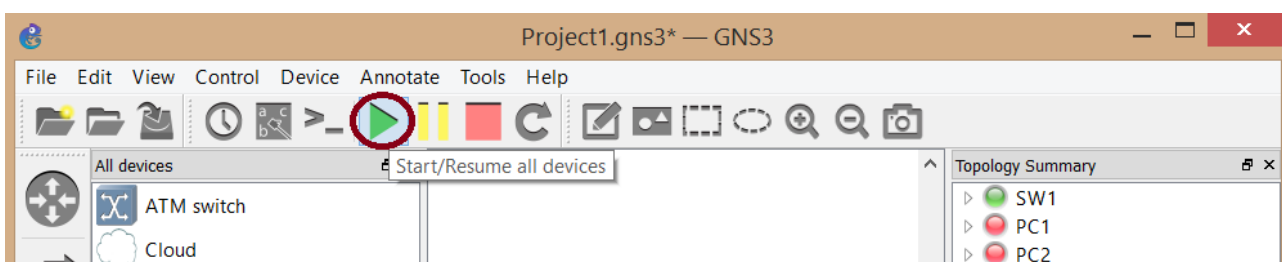 Project1.gns3* — GNS3
File Edit View Control Device Annotate Tools Help
a c
b
>_
All devices
Start/Resume all devices
Topology Summary
ATM switch
SW1
PC1
Cloud
PC2